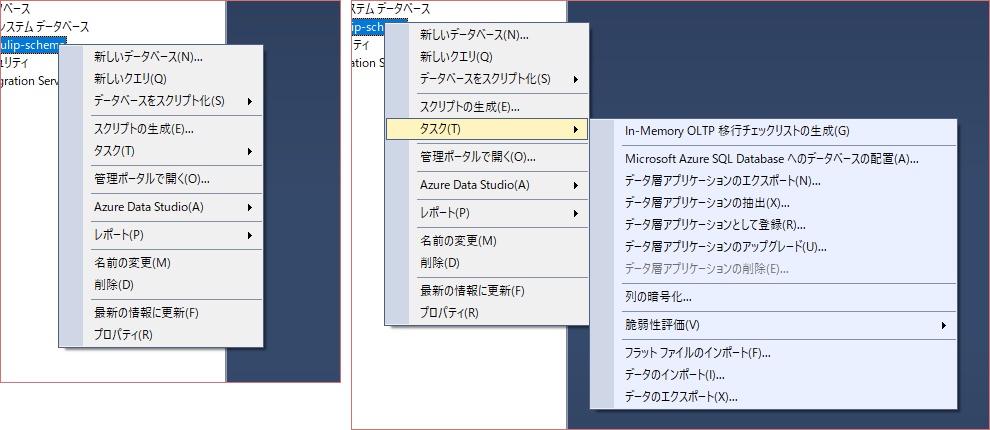 ベース
システム データベース
ulip-schema
ュリティ
gration Serv
新しいデータベース(N)...
新しいクエリ(Q)
データベースをスクリプト化(S)
スクリプトの生成(E)...
タスク(T)
管理ポータルで開く(O)...
Azure Data Studio(A)
レポート(P)
名前の変更(M)
削除(D)
最新の情報に更新(F)
プロパティ(R)
ベース
ステム データベース
ip-sch
ティ
ation S
新しいデータベース(N)...
新しいクエリ(Q)
データベースをスクリプト化(S)
スクリプトの生成(E)...
タスク(T)
管理ポータルで開く(O)...
Azure Data Studio(A)
レポート(P)
名前の変更(M)
削除(D)
最新の情報に更新(F)
プロパティ(R)
In-Memory OLTP 移行チェックリストの生成(G)
Microsoft Azure SQL Database へのデータベースの配置(A)...
データ層アプリケーションのエクスポート(N)...
データ層アプリケーションの抽出(X)...
データ層アプリケーションとして登録(R)...
データ層アプリケーションのアップグレード(U)...
データ層アプリケーションの削除(E)...
列の暗号化...
脆弱性評価(V)
フラット ファイルのインポート(F)...
データのインポート(I)...
データのエクスポート(X)...